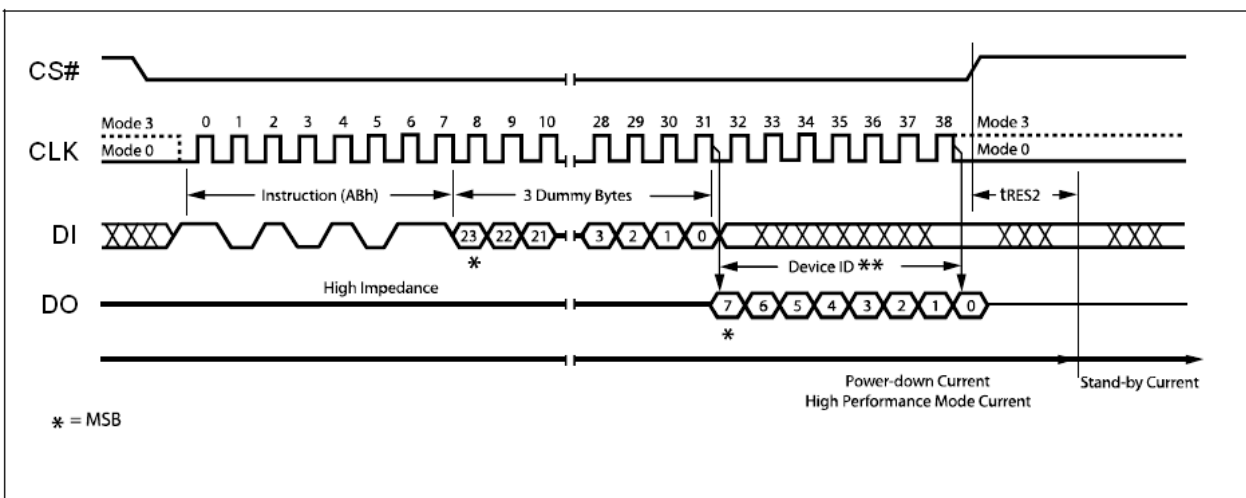 CS#
Mode 3
0 1 2 3 4 5 6 7 8 9 10 28 29 30 31 32 33 34 35 36 37 38
Mode 3
CLK
Mode 0
Mode 0
Instruction (ABh)
3 Dummy Bytes
tRES2
DI
23 22 21 3 2 1 0
*
Device ID **
High Impedance
DO
7 6 5 4 3 2 1 0
*
Power-down Current
High Performance Mode Current
Stand-by Current
* = MSB